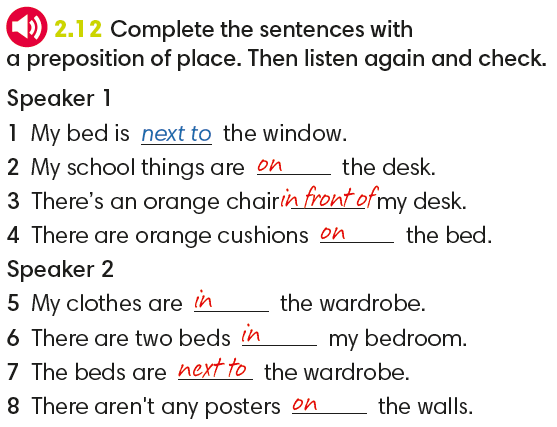 2.12 Complete the sentences with
a preposition of place. Then listen again and check.
Speaker 1
1 My bed is next to the window.
2 My school things are on the desk.
3 There's an orange chair in front of my desk.
4 There are orange cushions on the bed.
Speaker 2
5 My clothes are in the wardrobe.
6 There are two beds in my bedroom.
7 The beds are next to the wardrobe.
8 There aren't any posters on the walls.